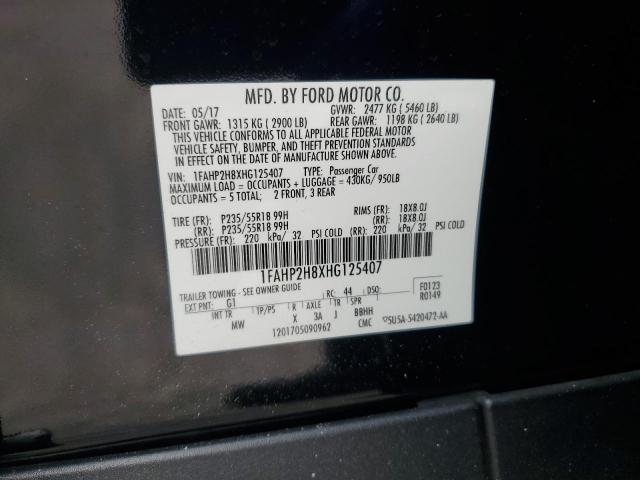 MFD. BY FORD MOTOR CO.
DATE: 05/17 GVWR: 2477 KG ( 5460 LB)
FRONT GAWR: 1315 KG ( 2900 LB) REAR GAWR: 1198 KG ( 2640 LB)
THIS VEHICLE CONFORMS TO ALL APPLICABLE FEDERAL MOTOR
VEHICLE SAFETY, BUMPER, AND THEFT PREVENTION STANDARDS
IN EFFECT ON THE DATE OF MANUFACTURE SHOWN ABOVE.
VIN: 1FAHP2H8XHG125407 TYPE: Passenger Car
MAXIMUM LOAD = OCCUPANTS + LUGGAGE = 430KG/ 950LB
OCCUPANTS = 5 TOTAL; 2 FRONT, 3 REAR
TIRE (FR): P235/55R18 99H RIMS (FR): 18X8.0J
(RR): P235/55R18 99H (RR): 18X8.0J
PRESSURE (FR): 220 kPa/ 32 PSI COLD (RR): 220 kPa/ 32 PSI COLD
1FAHP2H8XHG125407
TRAILER TOWING - SEE OWNER GUIDE
EXT PNT: G1 RC: 44 DSO: F0123
R0149
INT TR TP/PS R AXLE TR SPR
MW X 3A J BBHH
1201705090962 CMC
5U5A-5420472-AA